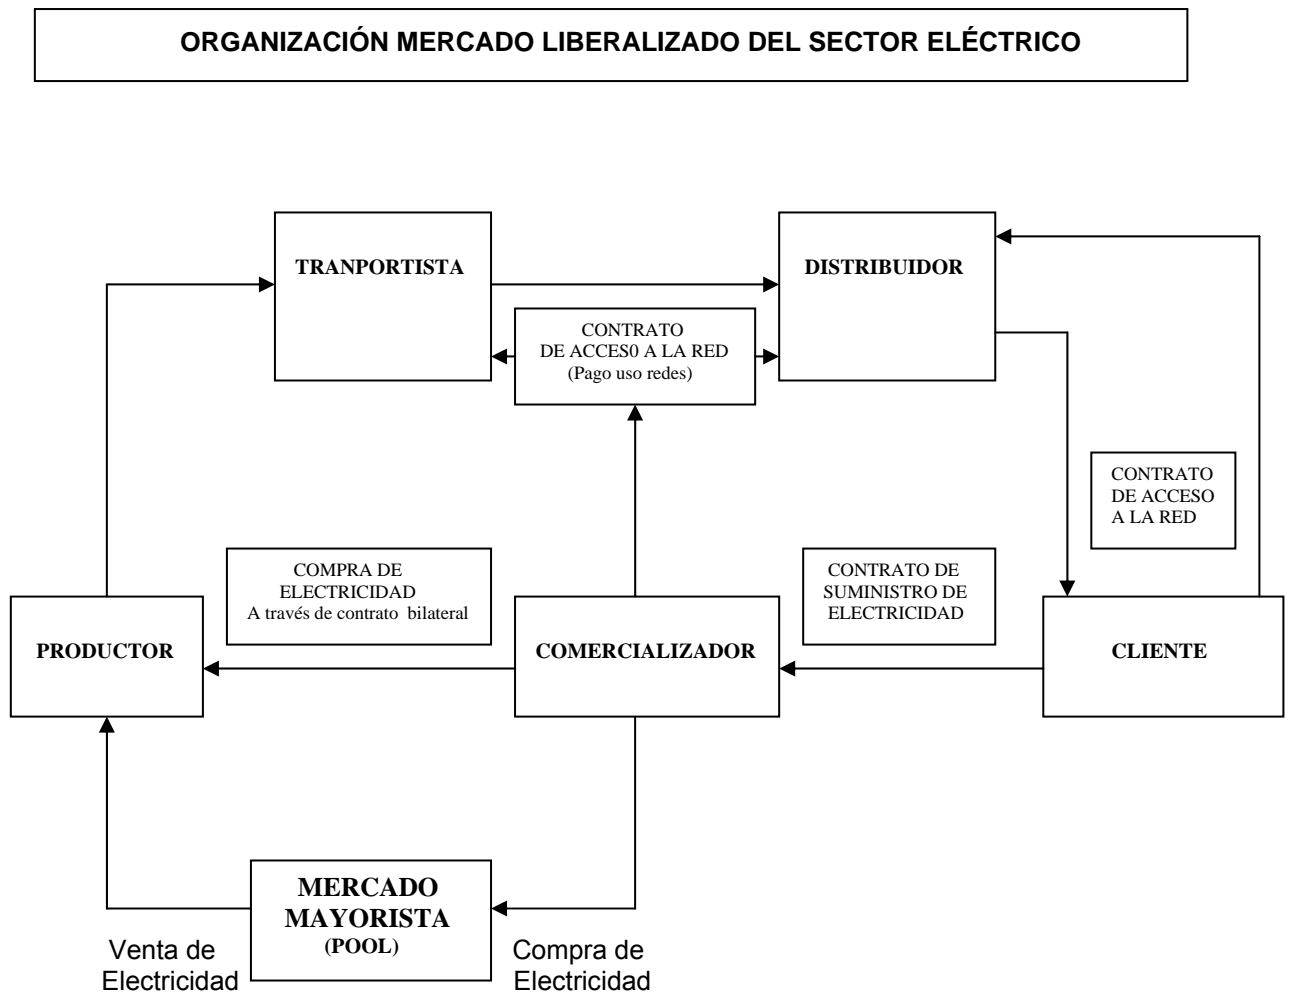 ORGANIZACIÓN MERCADO LIBERALIZADO DEL SECTOR ELÉCTRICO
TRANPORTISTA
DISTRIBUIDOR
CONTRATO
DE ACCES0 A LA RED
(Pago uso redes)
CONTRATO
DE ACCESO
A LA RED
COMPRA DE
ELECTRICIDAD
A través de contrato bilateral
CONTRATO DE
SUMINISTRO DE
ELECTRICIDAD
PRODUCTOR
COMERCIALIZADOR
CLIENTE
MERCADO
MAYORISTA
(POOL)
Venta de
Electricidad
Compra de
Electricidad